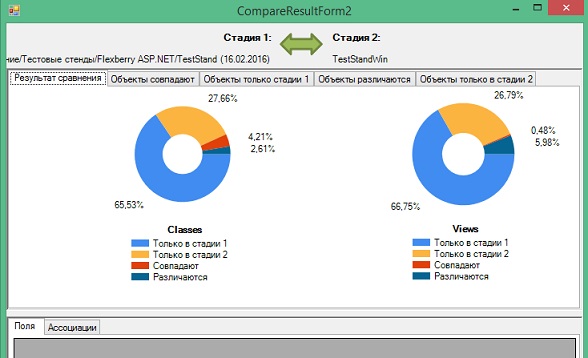 CompareResultForm2
Стадия 1:
Стадия 2:
ние/Тестовые стенды/Flexberry ASP.NET/TestStand (16.02.2016)
TestStandWin
Результат сравнения
Объекты совпадают
Объекты только стадии 1
Объекты различаются
Объекты только в стадии 2
27,66%
4,21%
2,61%
65,53%
26,79%
0,48%
5,98%
66,75%
Classes
Только в стадии 1
Только в стадии 2
Совпадают
Различаются
Views
Только в стадии 1
Только в стадии 2
Совпадают
Различаются
Поля
Ассоциации